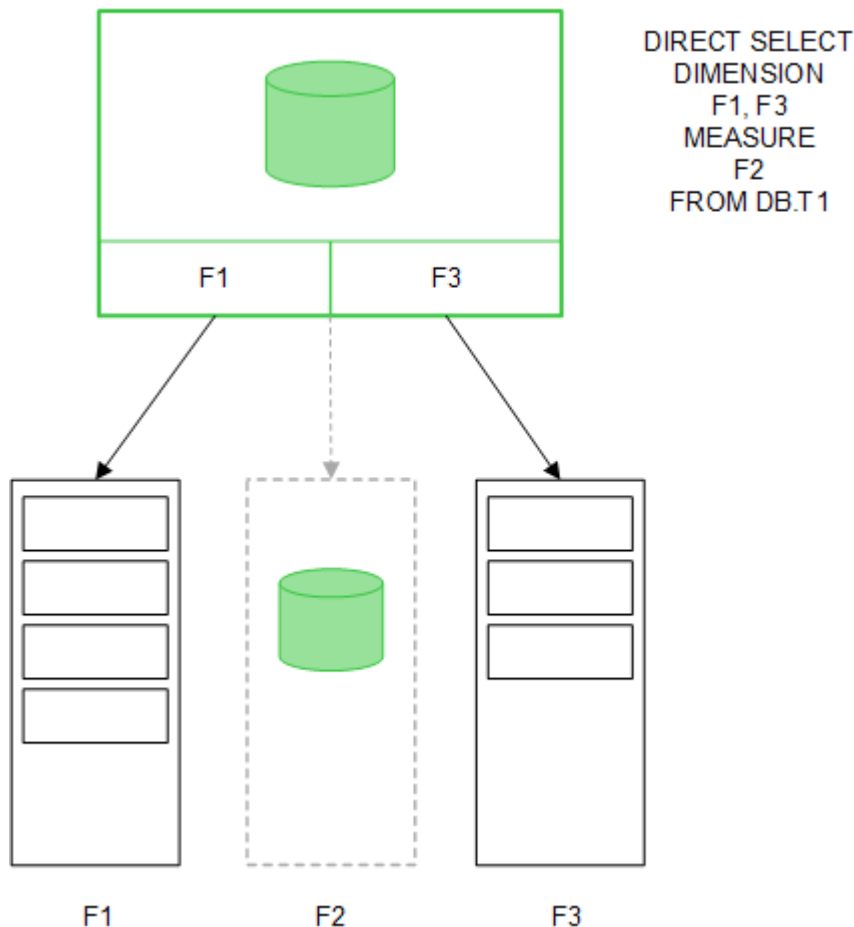 DIRECT SELECT
DIMENSION
F1, F3
MEASURE
F2
FROM DB.T1
F1
F3
F1
F2
F3